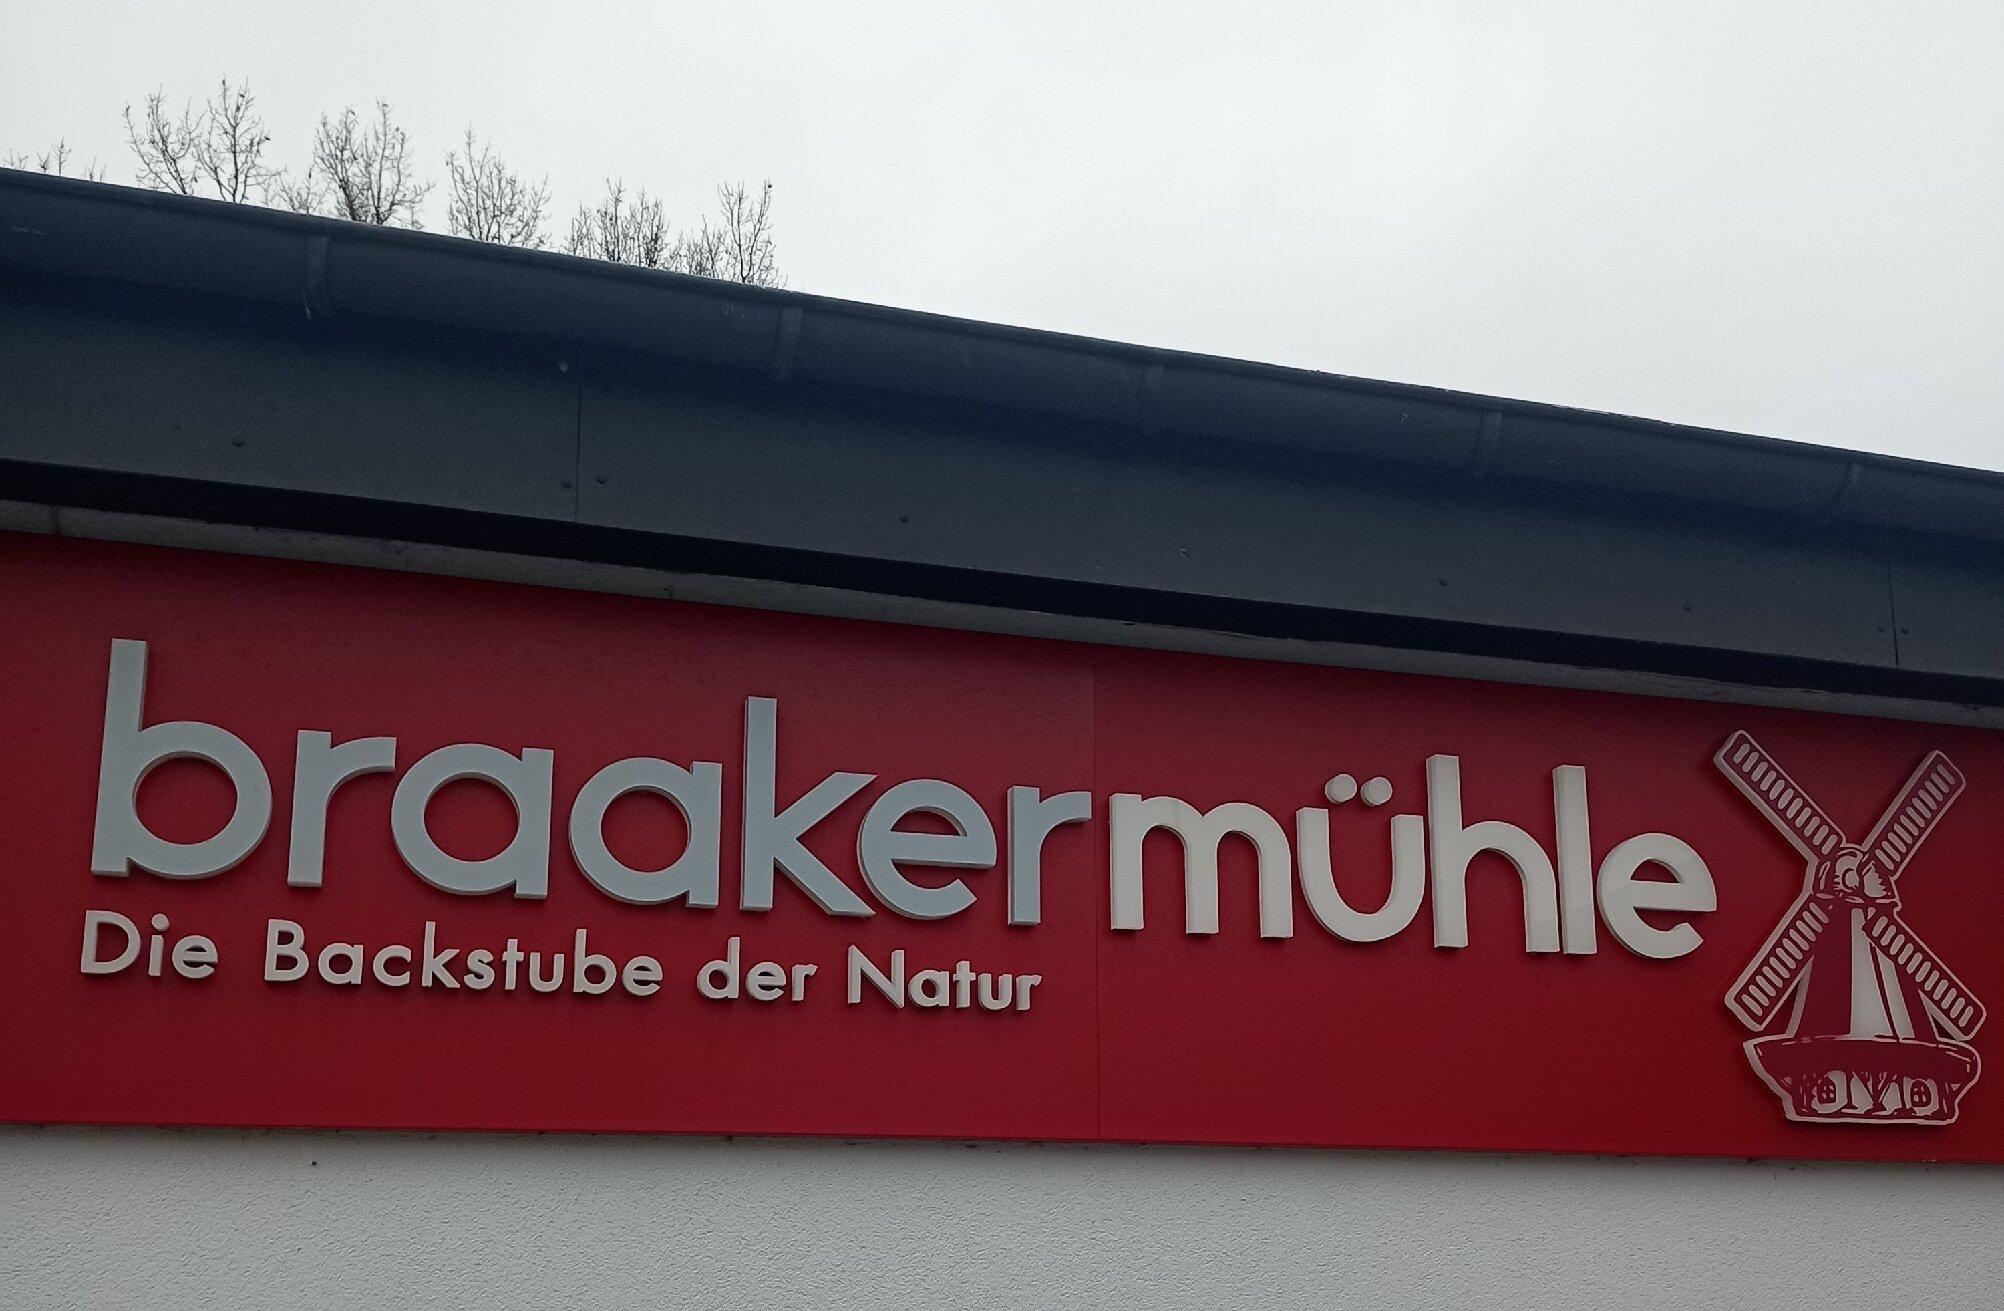 braakermühle
Die Backstube der Natur